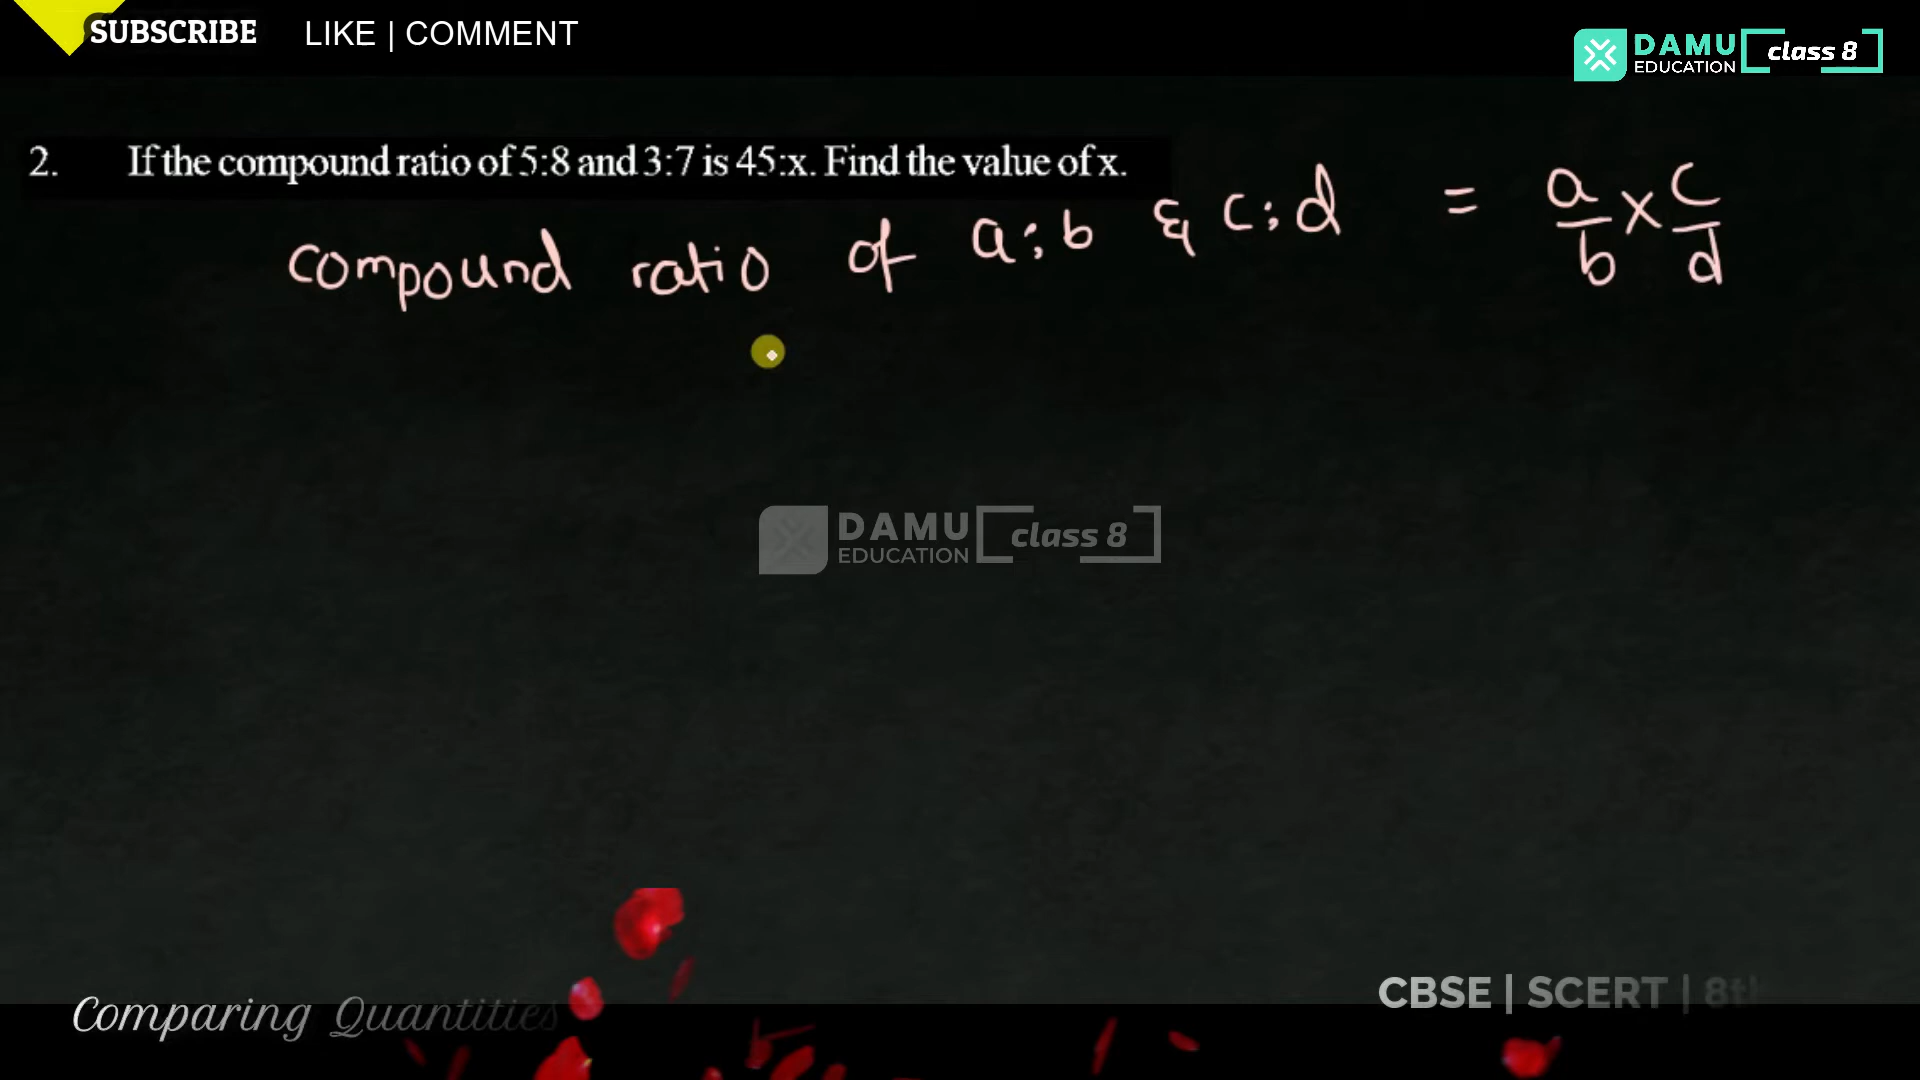 SUBSCRIBE LIKE | COMMENT
DAMU EDUCATION class 8
2. If the compound ratio of 5:8 and 3:7 is 45:x. Find the value of x.
compound ratio of a:b & c:d = a/b × c/d
DAMU EDUCATION class 8
CBSE | SCERT | 8th
Comparing Quantities